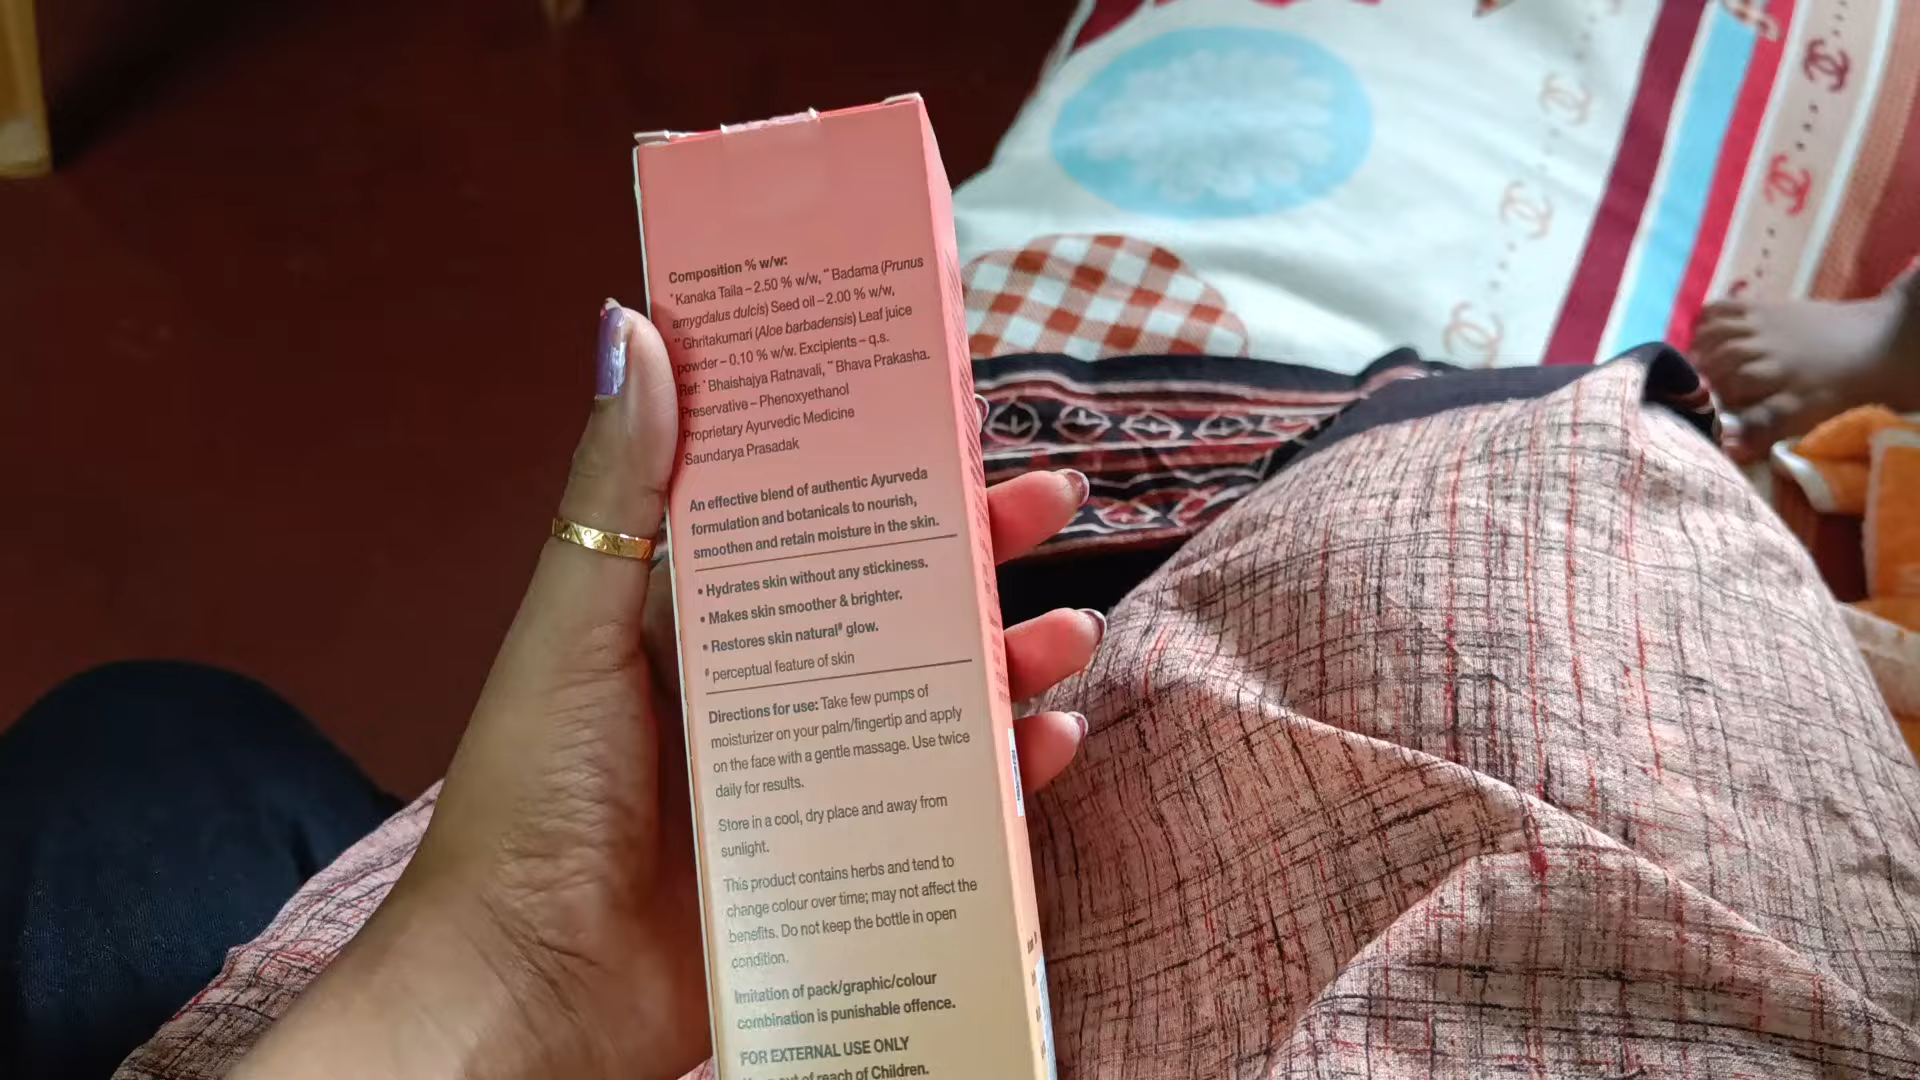 Composition % w/w:
*Kanaka Taila – 2.50 % w/w, **Badama (Prunus
amygdalus dulcis) Seed oil – 2.00 % w/w,
**Ghritakumari (Aloe barbadensis) Leaf juice
powder – 0.10 % w/w. Excipients – q.s.
Ref: *Bhaishajya Ratnavali, **Bhava Prakasha.
Preservative – Phenoxyethanol
Proprietary Ayurvedic Medicine
Saundarya Prasadak
An effective blend of authentic Ayurveda
formulation and botanicals to nourish,
smoothen and retain moisture in the skin.
• Hydrates skin without any stickiness.
• Makes skin smoother & brighter.
• Restores skin natural# glow.
# perceptual feature of skin
Directions for use: Take few pumps of
moisturizer on your palm/fingertip and apply
on the face with a gentle massage. Use twice
daily for results.
Store in a cool, dry place and away from
sunlight.
This product contains herbs and tend to
change colour over time; may not affect the
benefits. Do not keep the bottle in open
condition.
Imitation of pack/graphic/colour
combination is punishable offence.
FOR EXTERNAL USE ONLY
out of reach of Children.